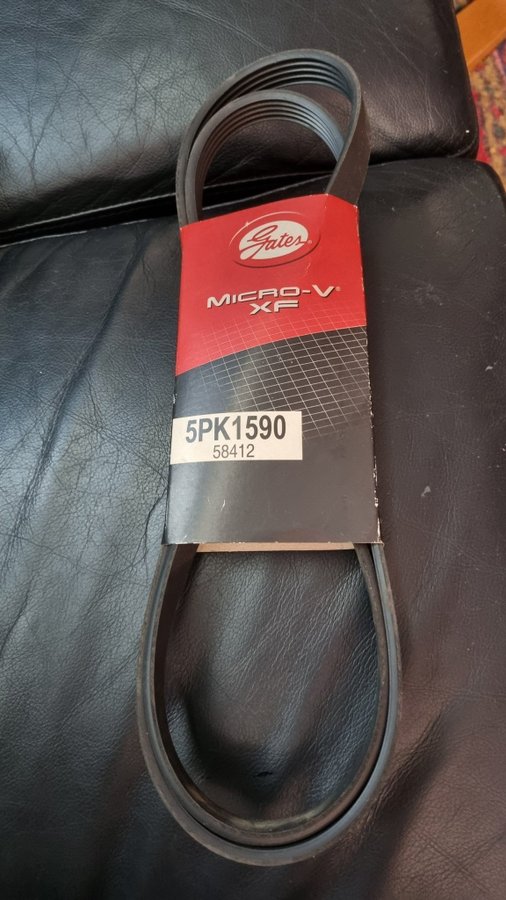 Gates®
MICRO-V®
XF
5PK1590
58412